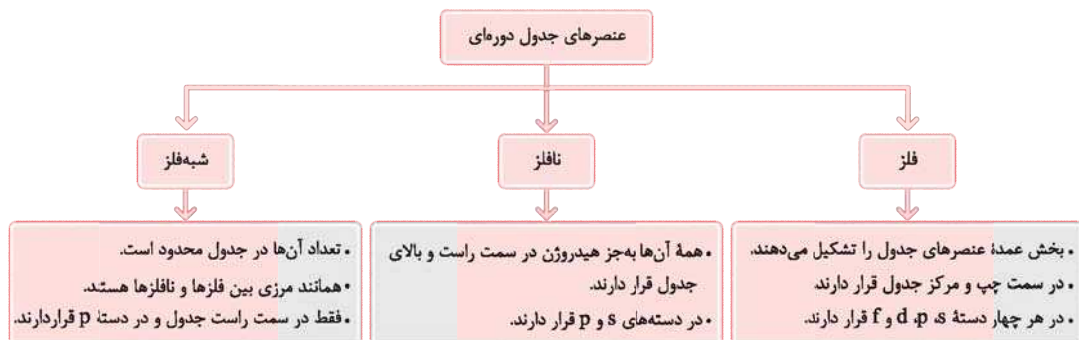 عنصرهای جدول دوره‌ای
فلز
نافلز
شبه‌فلز
• بخش عمدهٔ عنصرهای جدول را تشکیل می‌دهند.
• در سمت چپ و مرکز جدول قرار دارند.
• در هر چهار دستهٔ d ،p ،s و f قرار دارند.
• همهٔ آن‌ها به‌جز هیدروژن در سمت راست و بالای
جدول قرار دارند.
• در دسته‌های s و p قرار دارند.
• تعداد آن‌ها در جدول محدود است.
• همانند مرزی بین فلزها و نافلزها هستند.
• فقط در سمت راست جدول و در دستهٔ p قراردارند.